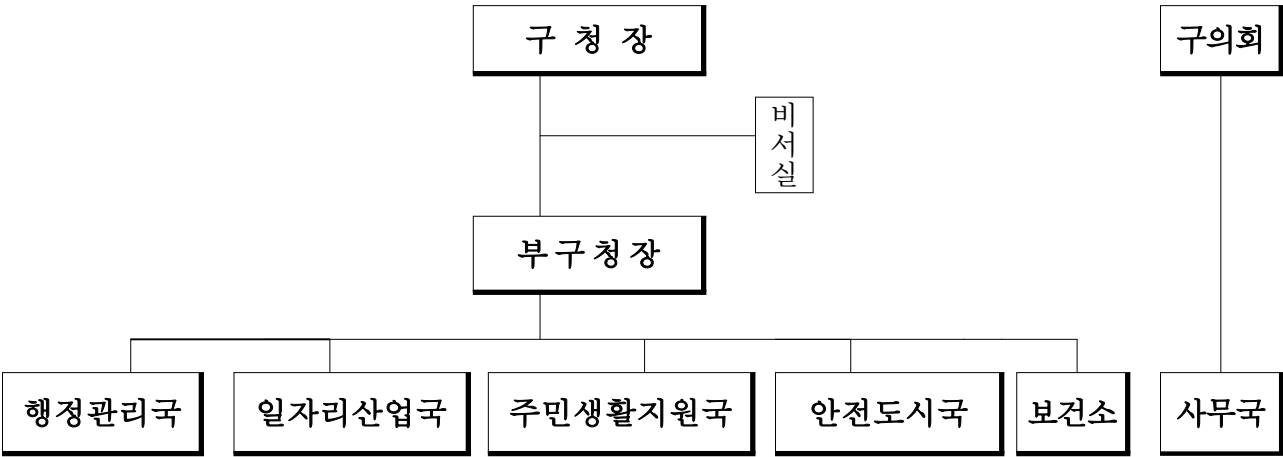 구 청 장
구의회
비
서
실
부구청장
행정관리국
일자리산업국
주민생활지원국
안전도시국
보건소
사무국